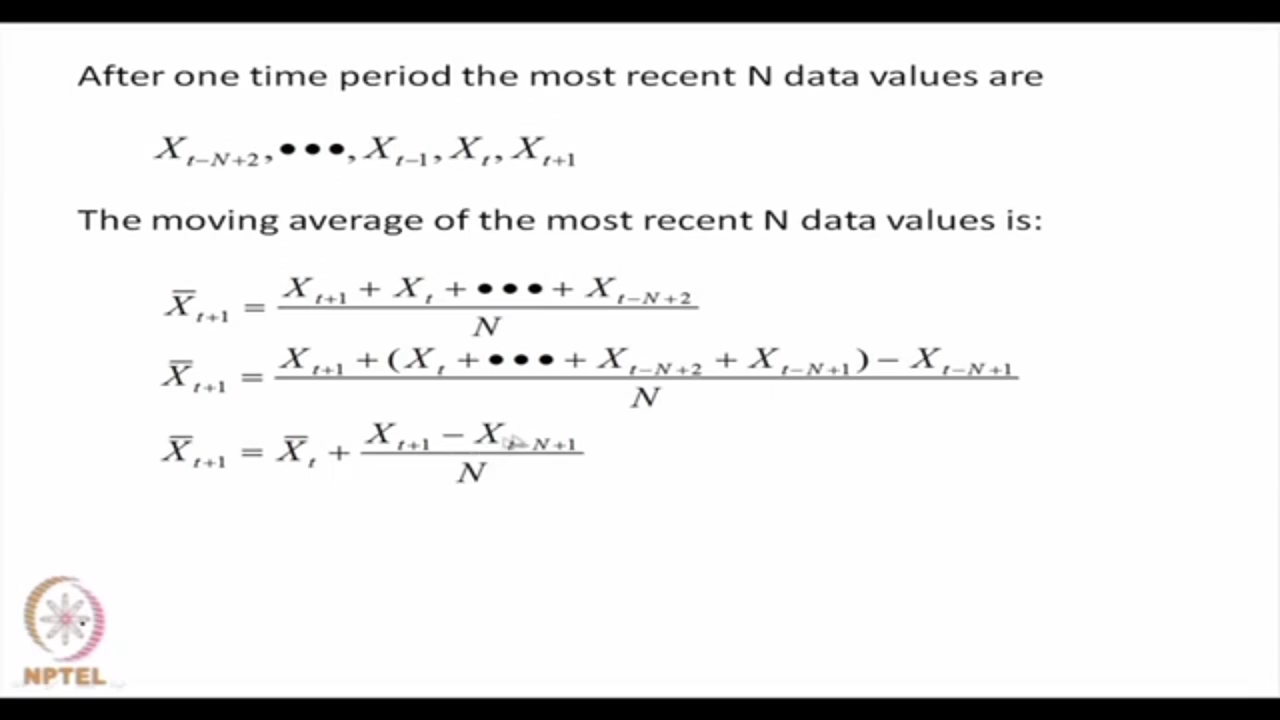 After one time period the most recent N data values are
X_{t-N+2}, •••, X_{t-1}, X_t, X_{t+1}
The moving average of the most recent N data values is:
X̅_{t+1} = (X_{t+1} + X_t + ••• + X_{t-N+2}) / N
X̅_{t+1} = (X_{t+1} + (X_t + ••• + X_{t-N+2} + X_{t-N+1}) − X_{t-N+1}) / N
X̅_{t+1} = X̅_t + (X_{t+1} − X_{t-N+1}) / N
NPTEL